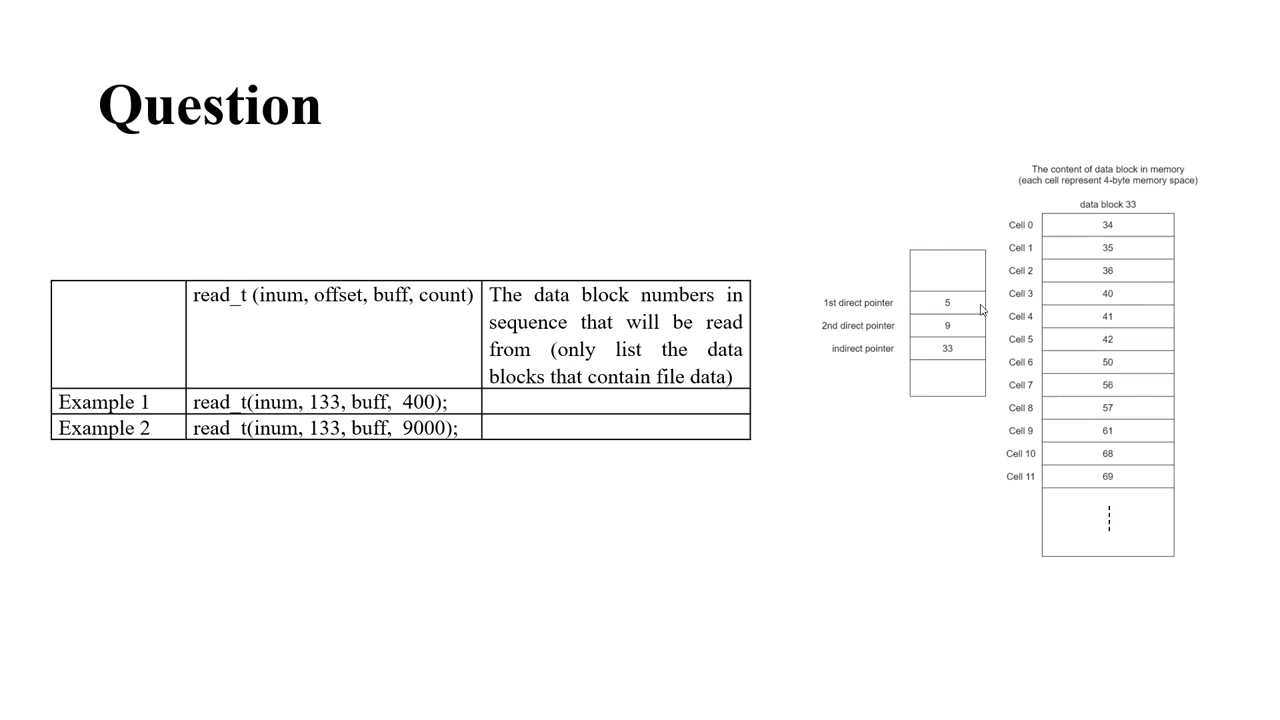 Question
read_t (inum, offset, buff, count)
The data block numbers in
sequence that will be read
from (only list the data
blocks that contain file data)
Example 1
read_t(inum, 133, buff, 400);
Example 2
read_t(inum, 133, buff, 9000);
1st direct pointer
5
2nd direct pointer
9
indirect pointer
33
The content of data block in memory
(each cell represent 4-byte memory space)
data block 33
Cell 0
34
Cell 1
35
Cell 2
36
Cell 3
40
Cell 4
41
Cell 5
42
Cell 6
50
Cell 7
56
Cell 8
57
Cell 9
61
Cell 10
68
Cell 11
69